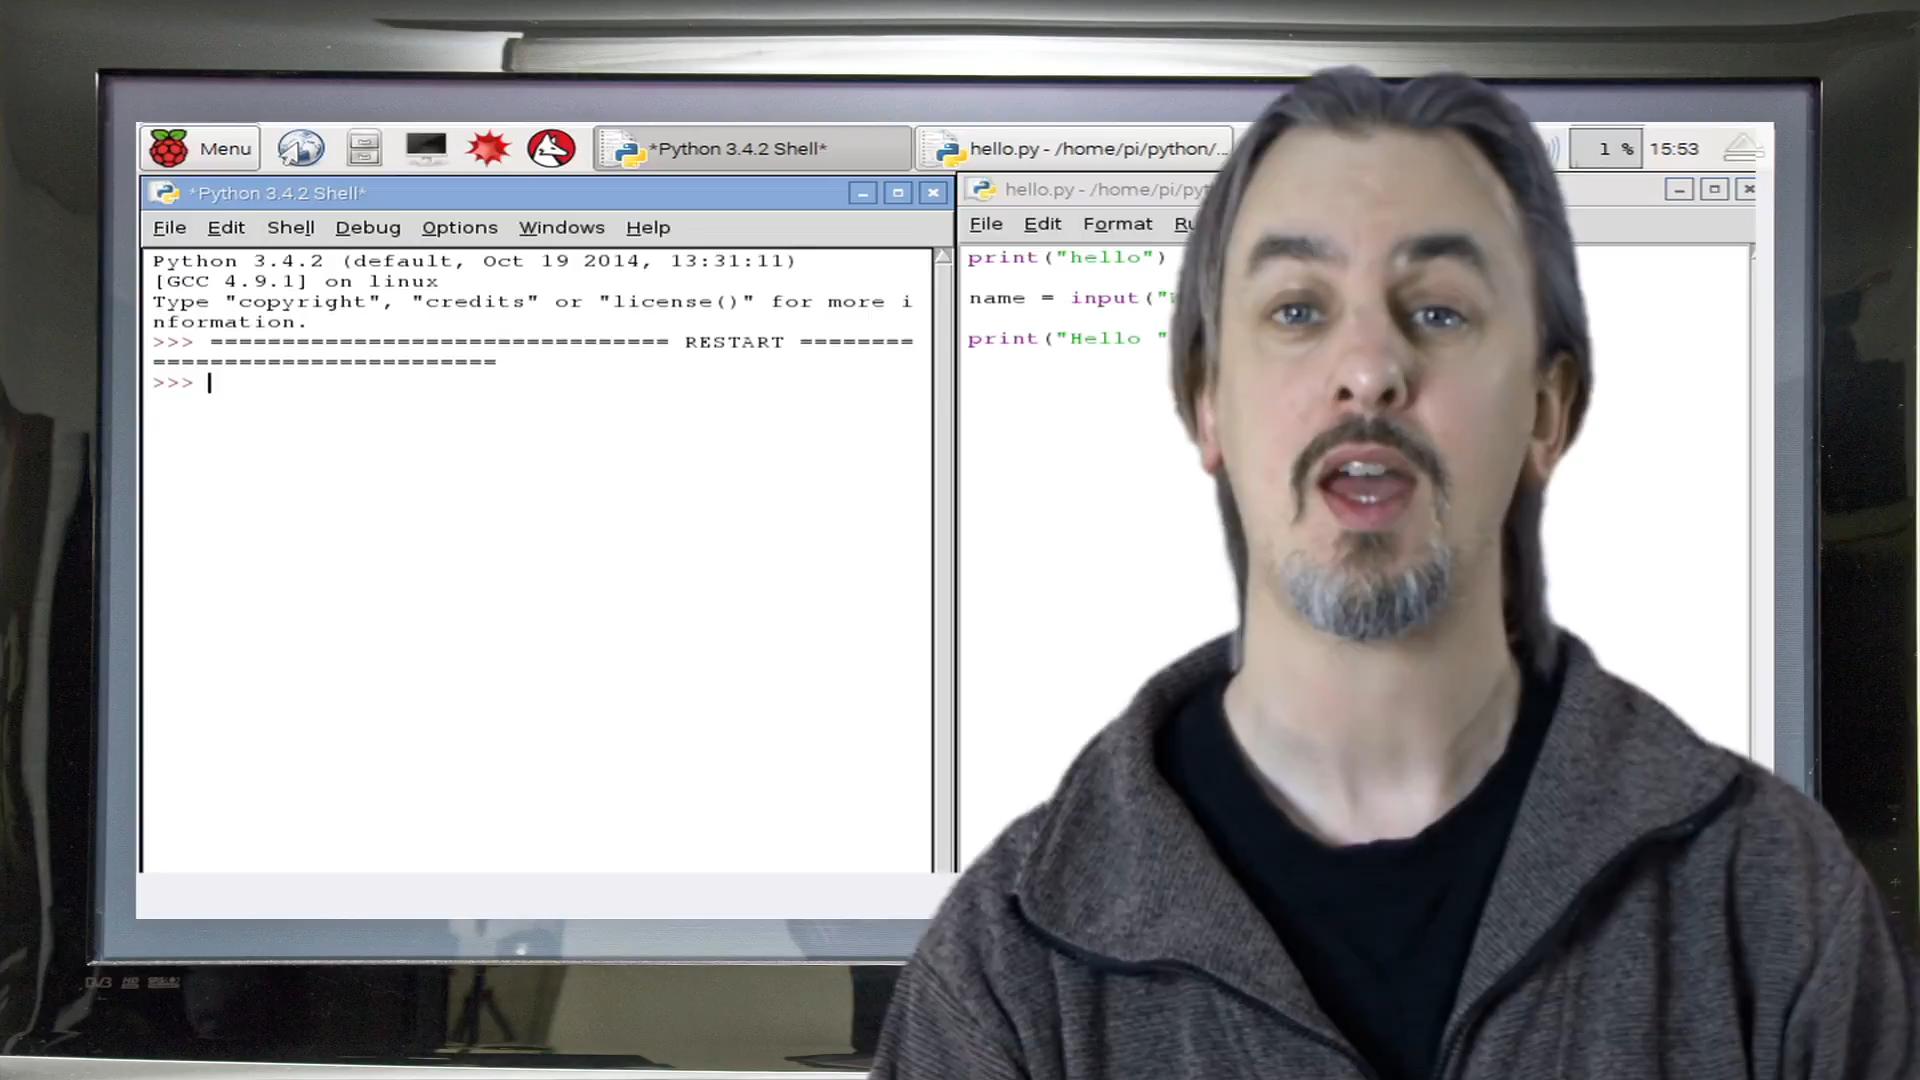 Menu
*Python 3.4.2 Shell*
hello.py - /home/pi/python/...
1 %
15:53
*Python 3.4.2 Shell*
File Edit Shell Debug Options Windows Help
Python 3.4.2 (default, Oct 19 2014, 13:31:11)
[GCC 4.9.1] on linux
Type "copyright", "credits" or "license()" for more i
nformation.
>>> ================================ RESTART ========
========================
>>>
hello.py - /home/pi/pyt
File Edit Format Ru
print("hello")
name = input("
print("Hello "
HD